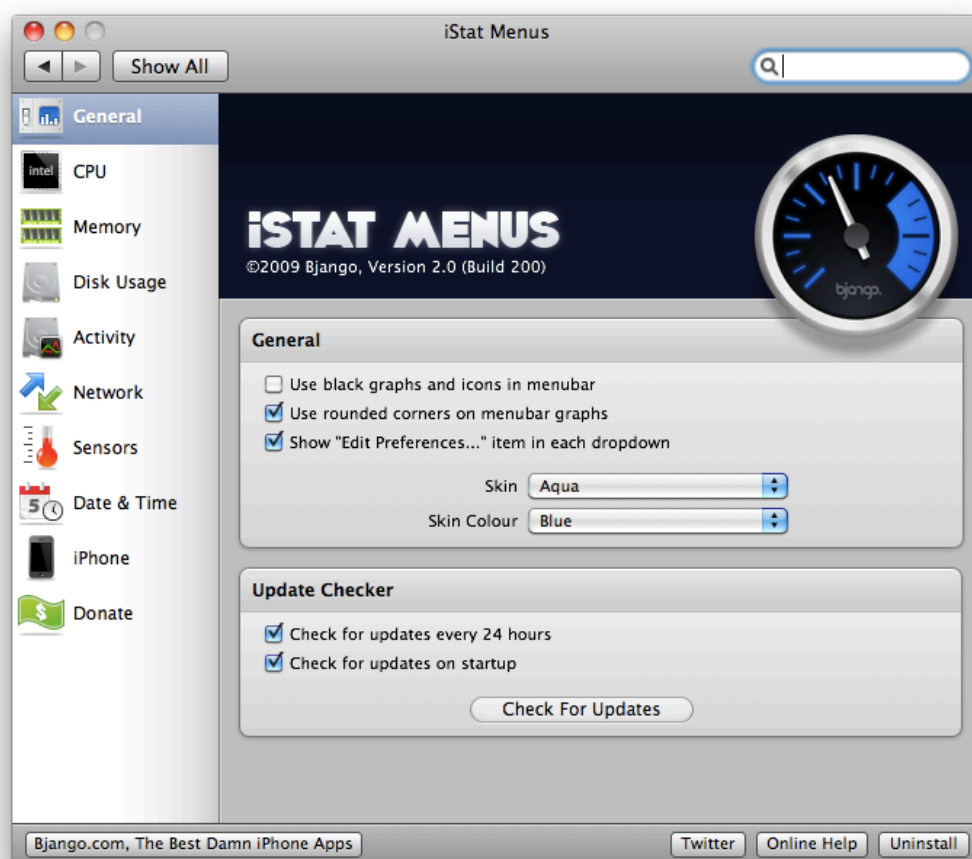 iStat Menus
Show All
General
intel CPU
Memory
Disk Usage
Activity
Network
Sensors
5 Date & Time
iPhone
$ Donate
iSTAT MENUS
©2009 Bjango, Version 2.0 (Build 200)
bjango.
General
Use black graphs and icons in menubar
Use rounded corners on menubar graphs
Show "Edit Preferences..." item in each dropdown
Skin Aqua
Skin Colour Blue
Update Checker
Check for updates every 24 hours
Check for updates on startup
Check For Updates
Bjango.com, The Best Damn iPhone Apps
Twitter Online Help Uninstall